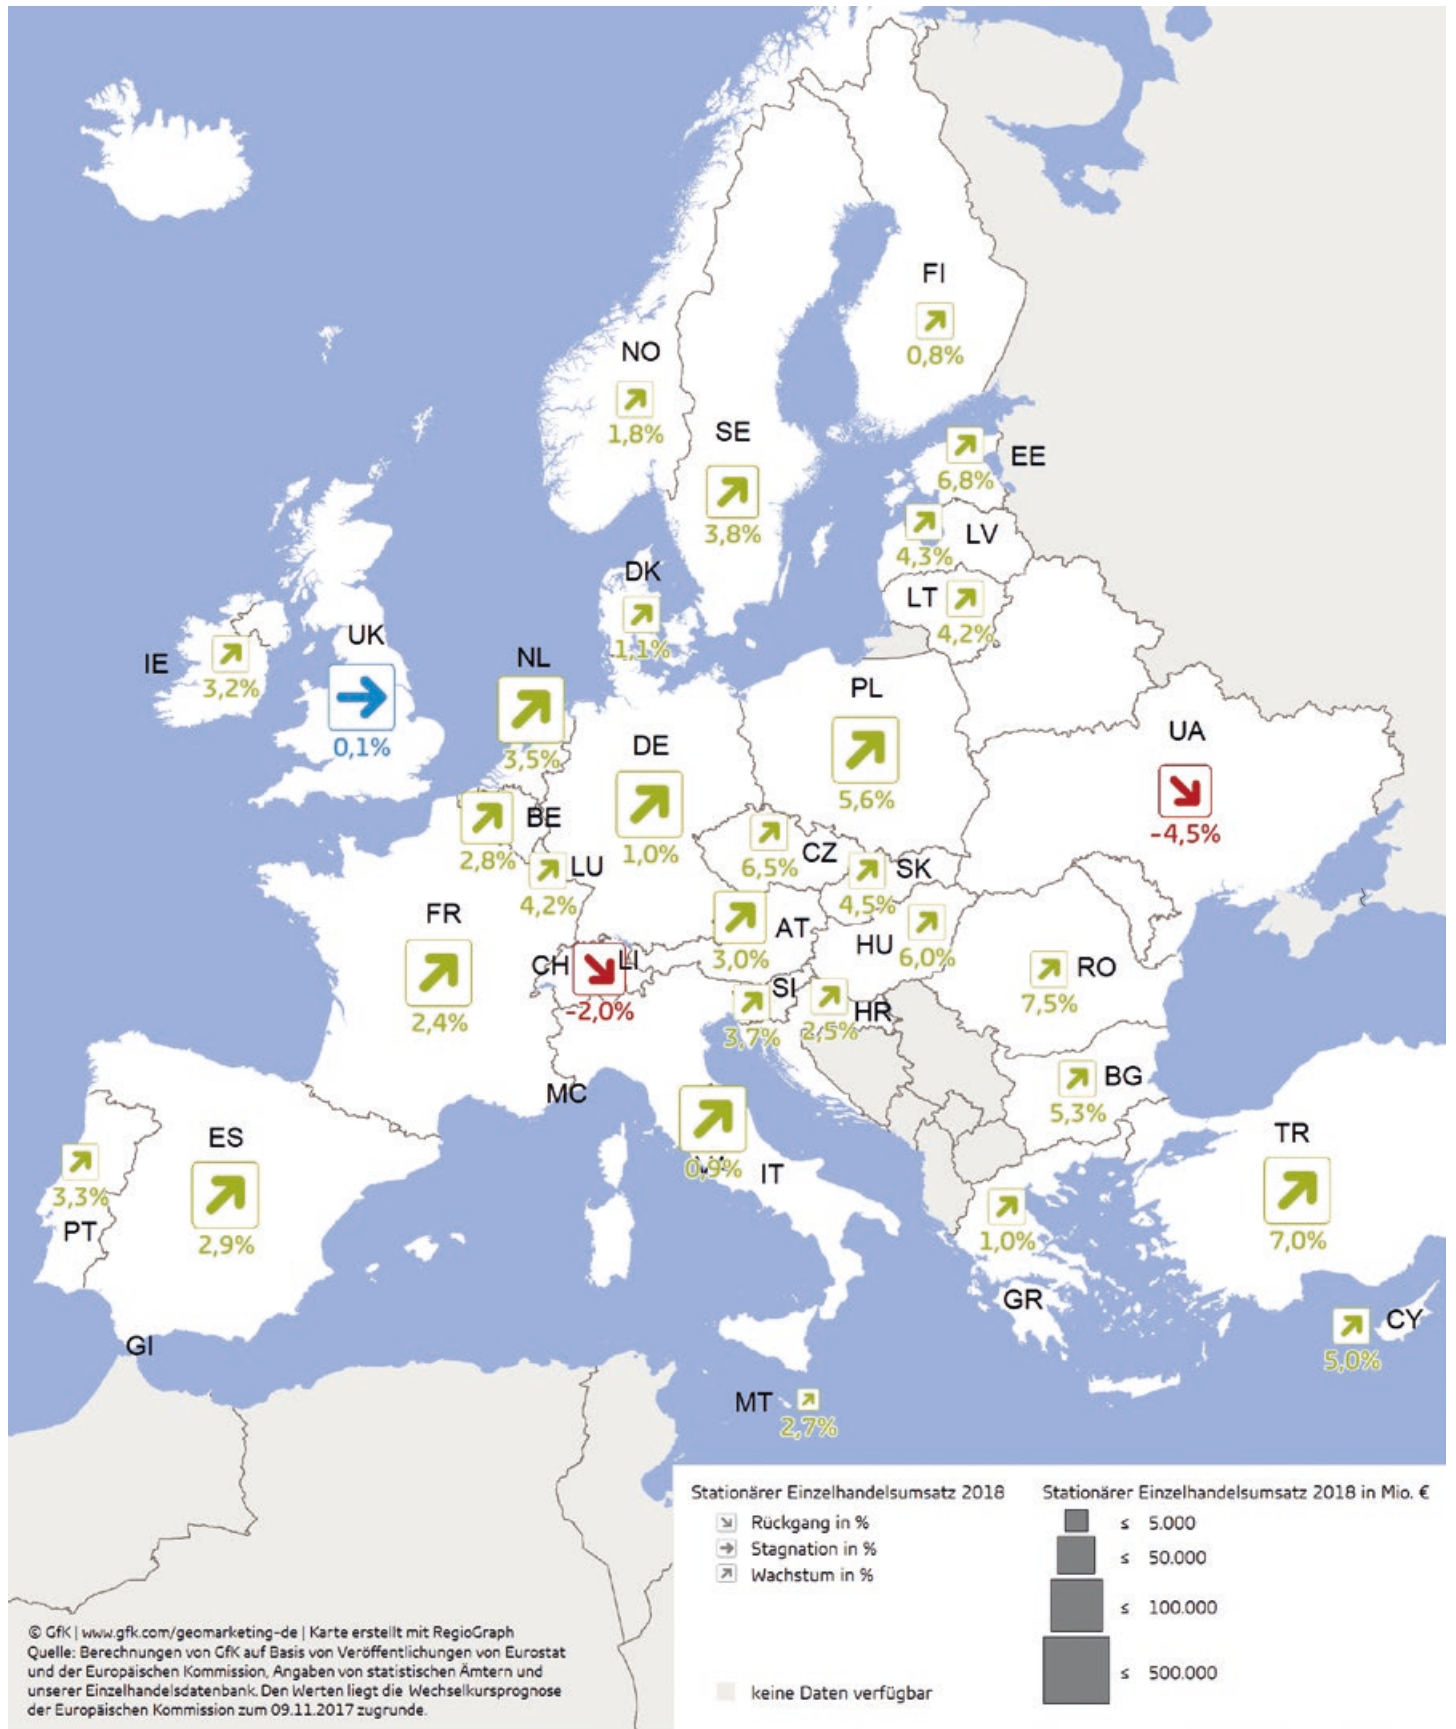 FI
0,8%
NO
1,8%
SE
3,8%
EE
6,8%
LV
4,3%
LT
4,2%
DK
1,1%
UK
0,1%
IE
3,2%
NL
3,5%
PL
5,6%
DE
1,0%
UA
-4,5%
BE
2,8%
LU
4,2%
CZ
6,5%
SK
4,5%
FR
2,4%
AT
3,0%
HU
6,0%
RO
7,5%
CH
LI
-2,0%
SI
3,7%
HR
2,5%
MC
BG
5,3%
IT
0,9%
ES
2,9%
PT
3,3%
TR
7,0%
GR
1,0%
CY
5,0%
GI
MT
2,7%
Stationärer Einzelhandelsumsatz 2018
Rückgang in %
Stagnation in %
Wachstum in %
keine Daten verfügbar
Stationärer Einzelhandelsumsatz 2018 in Mio. €
≤ 5.000
≤ 50.000
≤ 100.000
≤ 500.000
© GfK | www.gfk.com/geomarketing-de | Karte erstellt mit RegioGraph
Quelle: Berechnungen von GfK auf Basis von Veröffentlichungen von Eurostat
und der Europäischen Kommission, Angaben von statistischen Ämtern und
unserer Einzelhandelsdatenbank. Den Werten liegt die Wechselkursprognose
der Europäischen Kommission zum 09.11.2017 zugrunde.